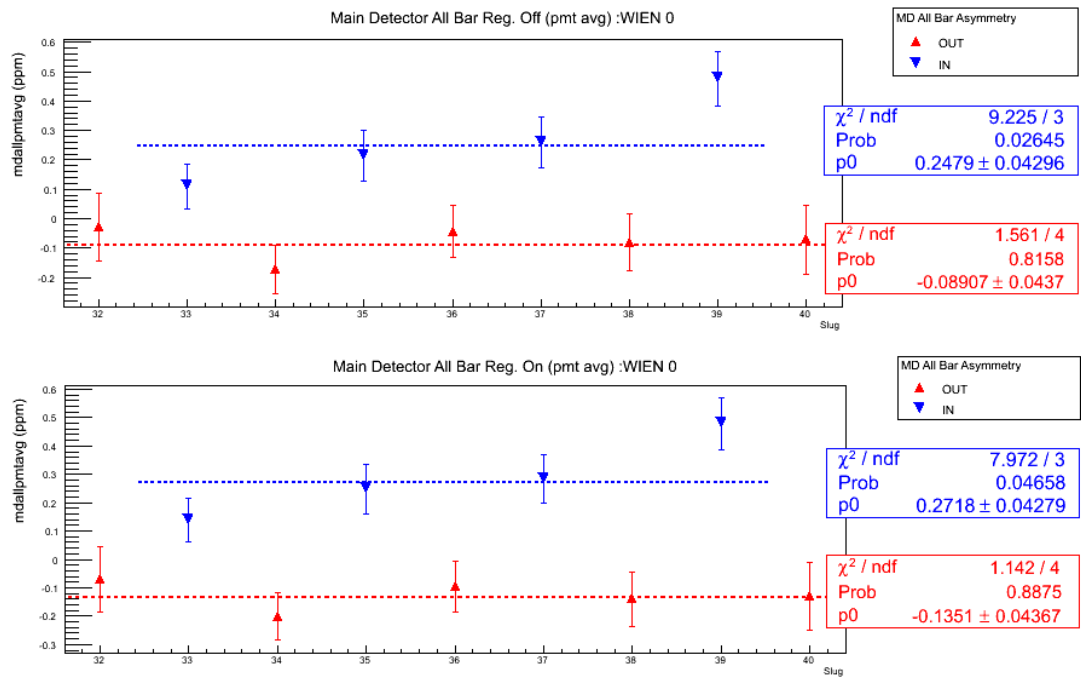 Main Detector All Bar Reg. Off (pmt avg) :WIEN 0
MD All Bar Asymmetry
OUT
IN
mdallpmtavg (ppm)
0.6
0.5
0.4
0.3
0.2
0.1
0
-0.1
-0.2
χ² / ndf 9.225 / 3
Prob 0.02645
p0 0.2479 ± 0.04296
χ² / ndf 1.561 / 4
Prob 0.8158
p0 -0.08907 ± 0.0437
32 33 34 35 36 37 38 39 40
Slug
Main Detector All Bar Reg. On (pmt avg) :WIEN 0
MD All Bar Asymmetry
OUT
IN
mdallpmtavg (ppm)
0.6
0.5
0.4
0.3
0.2
0.1
0
-0.1
-0.2
-0.3
χ² / ndf 7.972 / 3
Prob 0.04658
p0 0.2718 ± 0.04279
χ² / ndf 1.142 / 4
Prob 0.8875
p0 -0.1351 ± 0.04367
32 33 34 35 36 37 38 39 40
Slug